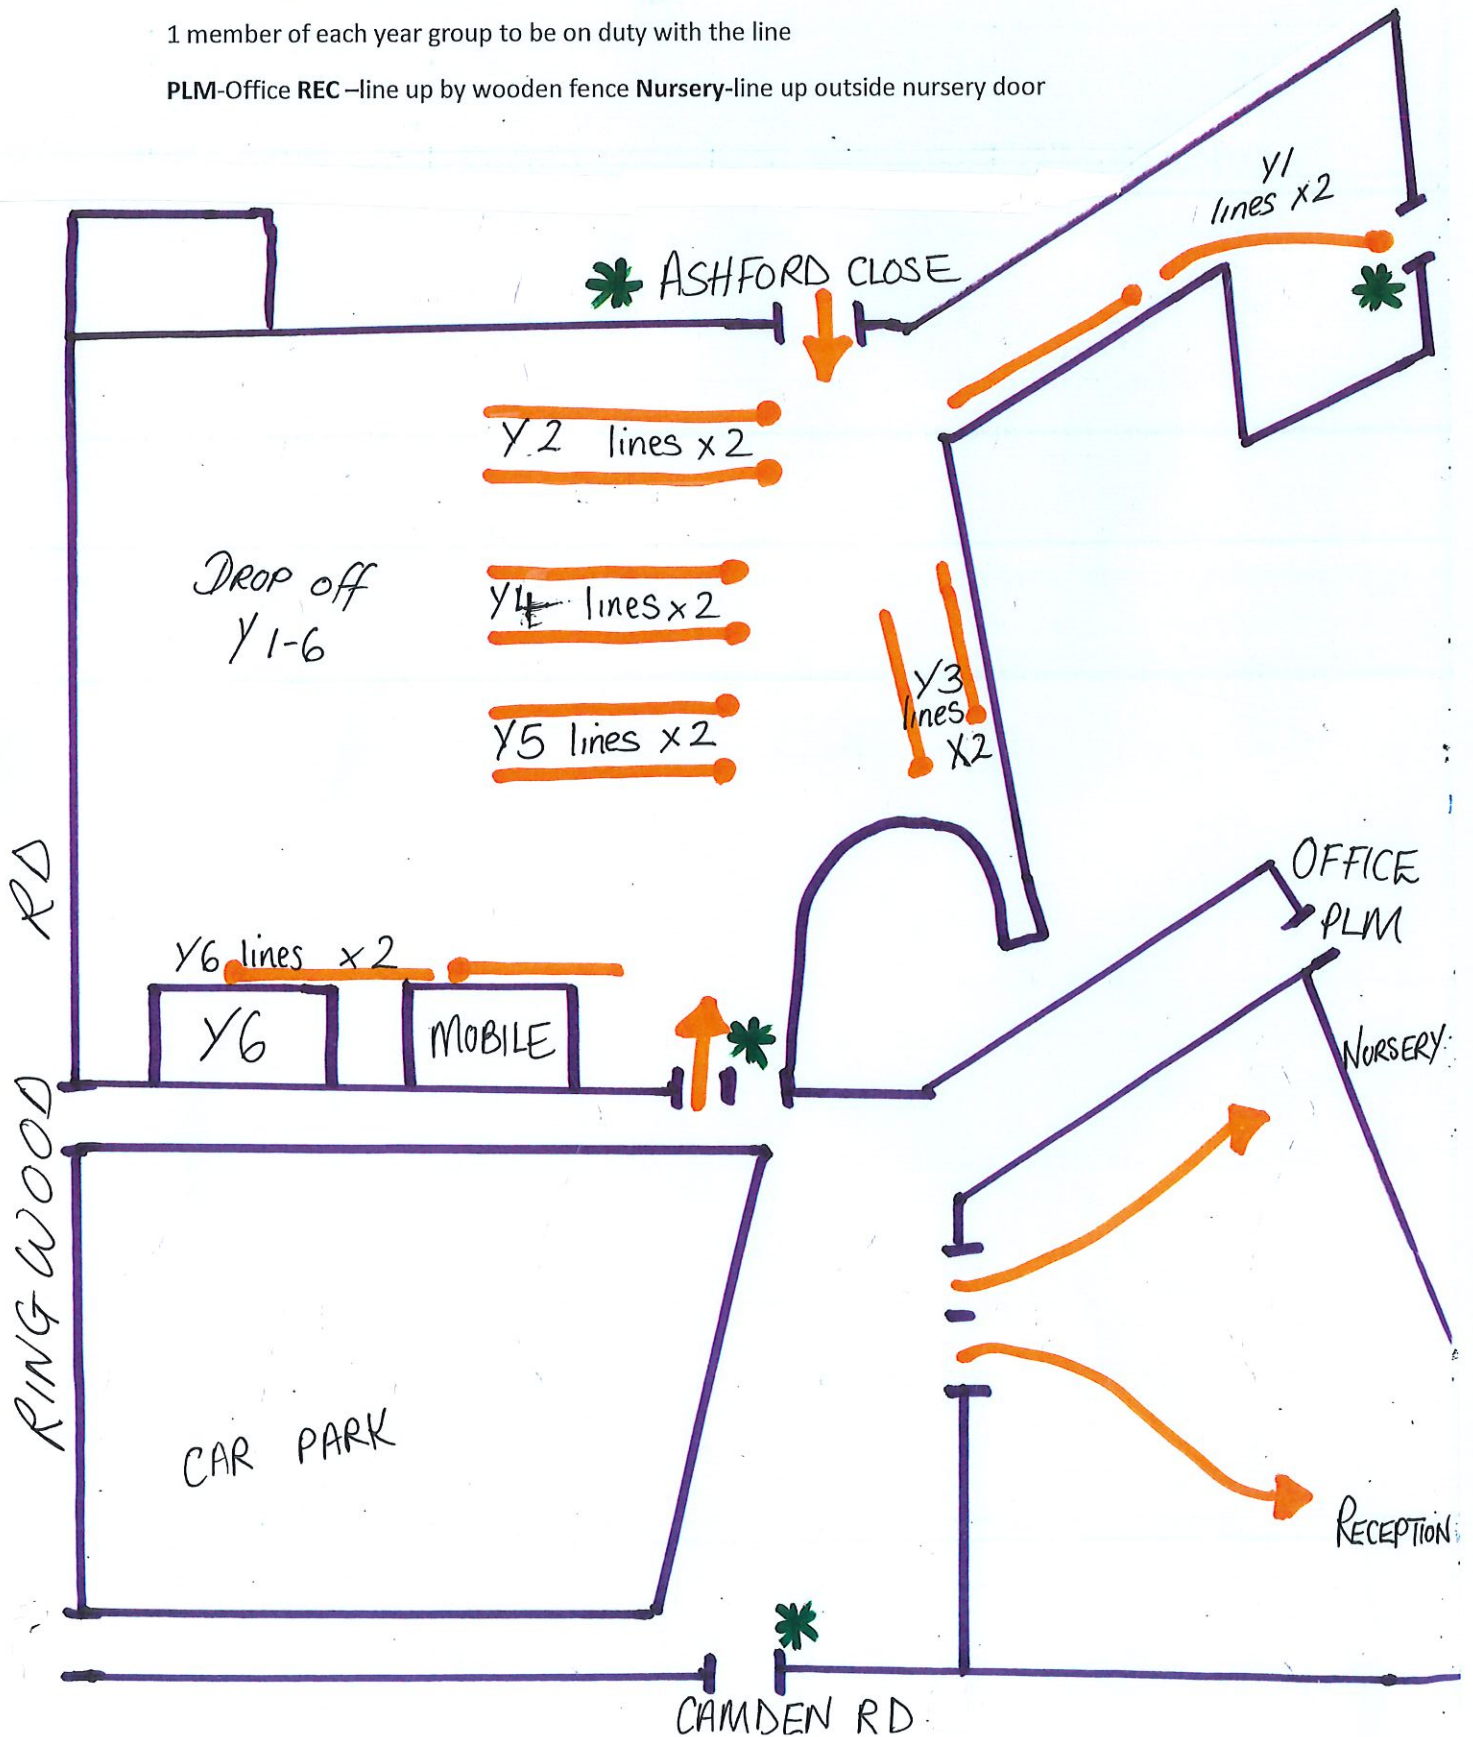 1 member of each year group to be on duty with the line
PLM-Office REC –line up by wooden fence Nursery-line up outside nursery door
Y1
lines x2
ASHFORD CLOSE
Y.2 lines x2
DROP off
Y 1-6
Y4 lines x2
Y3
lines
X2
Y5 lines x2
OFFICE
PLM
Y6 lines x2
Y6
MOBILE
NURSERY
RINGWOOD RD
CAR PARK
RECEPTION
CAMDEN RD